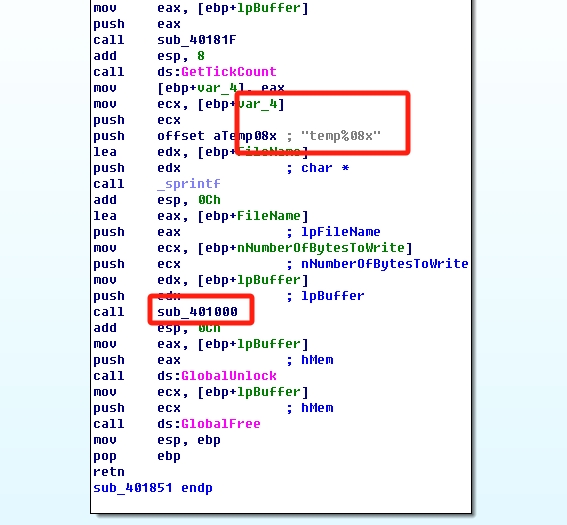 mov eax, [ebp+lpBuffer]
push eax
call sub_40181F
add esp, 8
call ds:GetTickCount
mov [ebp+var_4], eax
mov ecx, [ebp+var_4]
push ecx
push offset aTemp08x ; "temp%08x"
lea edx, [ebp+FileName]
push edx ; char *
call _sprintf
add esp, 0Ch
lea eax, [ebp+FileName]
push eax ; lpFileName
mov ecx, [ebp+nNumberOfBytesToWrite]
push ecx ; nNumberOfBytesToWrite
mov edx, [ebp+lpBuffer]
push edx ; lpBuffer
call sub_401000
add esp, 0Ch
mov eax, [ebp+lpBuffer]
push eax ; hMem
call ds:GlobalUnlock
mov ecx, [ebp+lpBuffer]
push ecx ; hMem
call ds:GlobalFree
mov esp, ebp
pop ebp
retn
sub_401851 endp